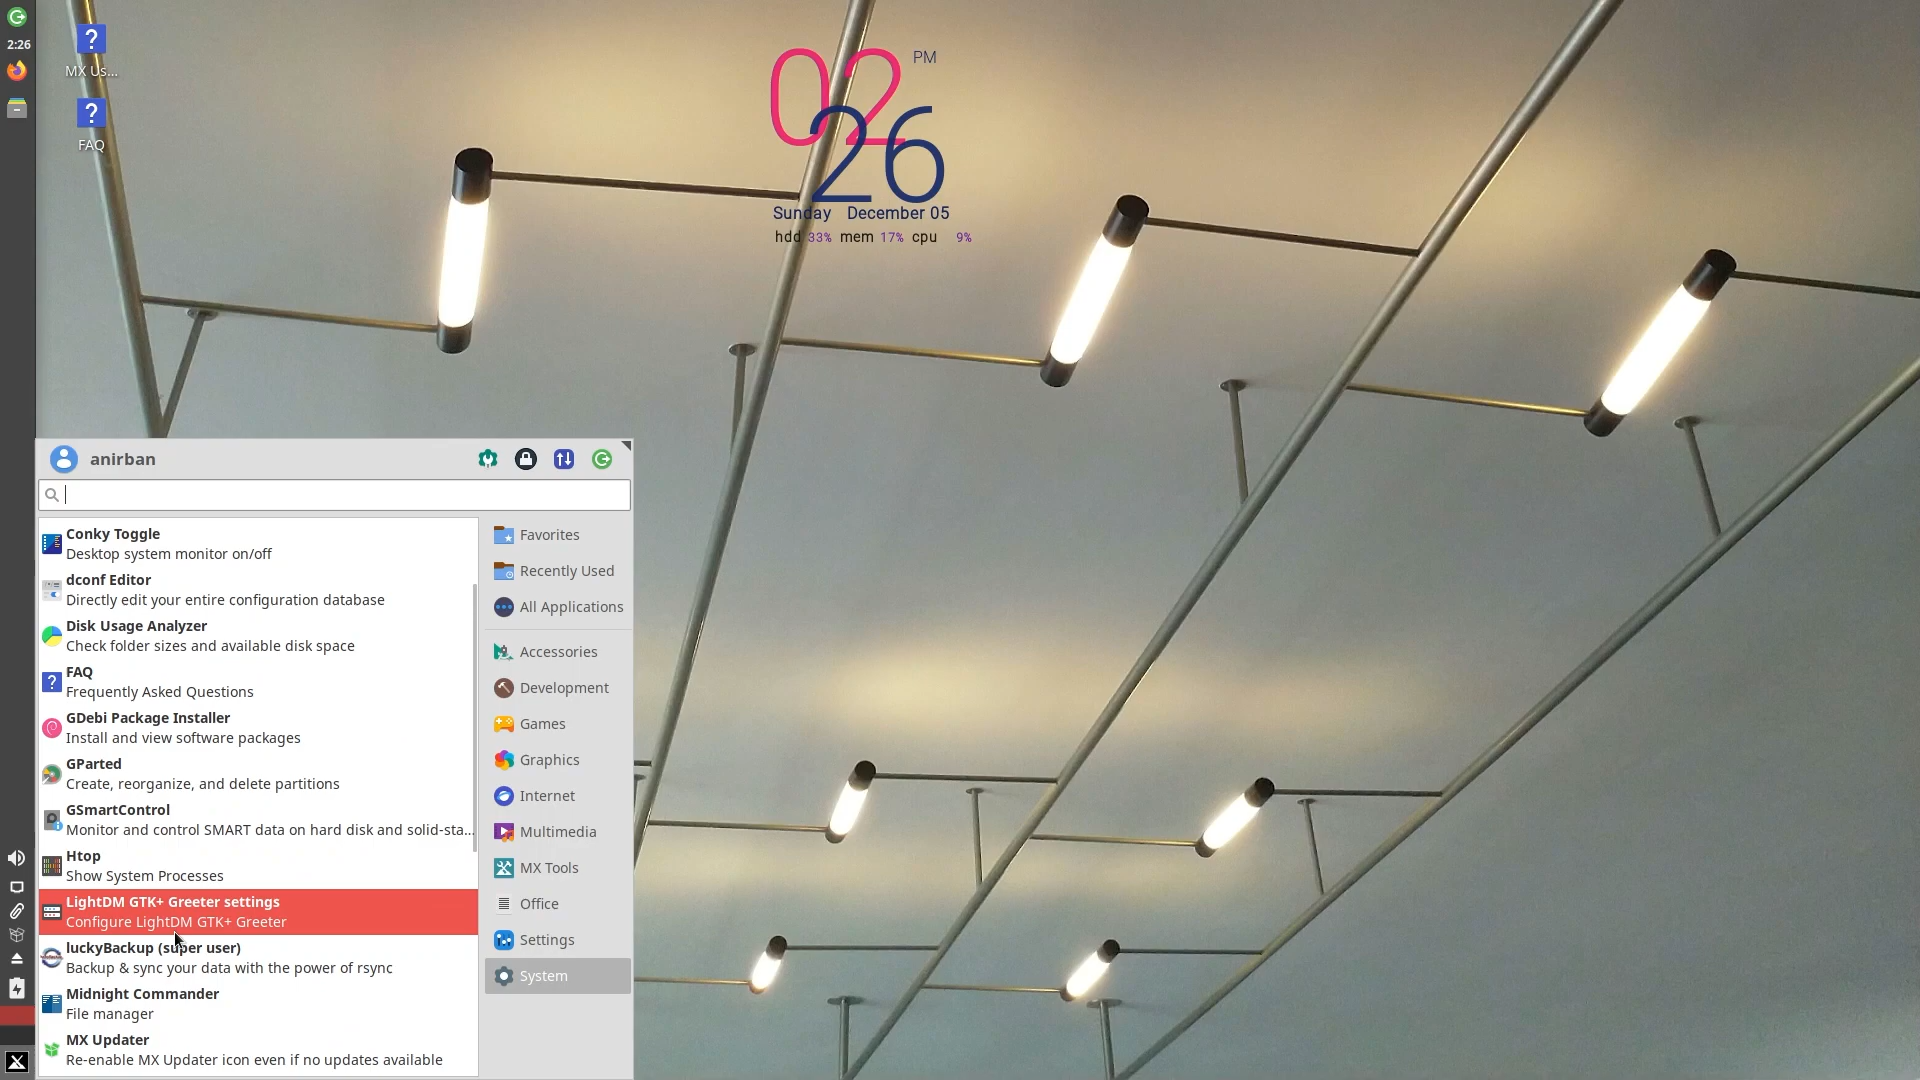 2:26
MX Us...
FAQ
02 PM
26
Sunday December 05
hdd 33% mem 17% cpu 9%
anirban
Conky Toggle
Desktop system monitor on/off
dconf Editor
Directly edit your entire configuration database
Disk Usage Analyzer
Check folder sizes and available disk space
FAQ
Frequently Asked Questions
GDebi Package Installer
Install and view software packages
GParted
Create, reorganize, and delete partitions
GSmartControl
Monitor and control SMART data on hard disk and solid-sta...
Htop
Show System Processes
LightDM GTK+ Greeter settings
Configure LightDM GTK+ Greeter
luckyBackup (super user)
Backup & sync your data with the power of rsync
Midnight Commander
File manager
MX Updater
Re-enable MX Updater icon even if no updates available
Favorites
Recently Used
All Applications
Accessories
Development
Games
Graphics
Internet
Multimedia
MX Tools
Office
Settings
System